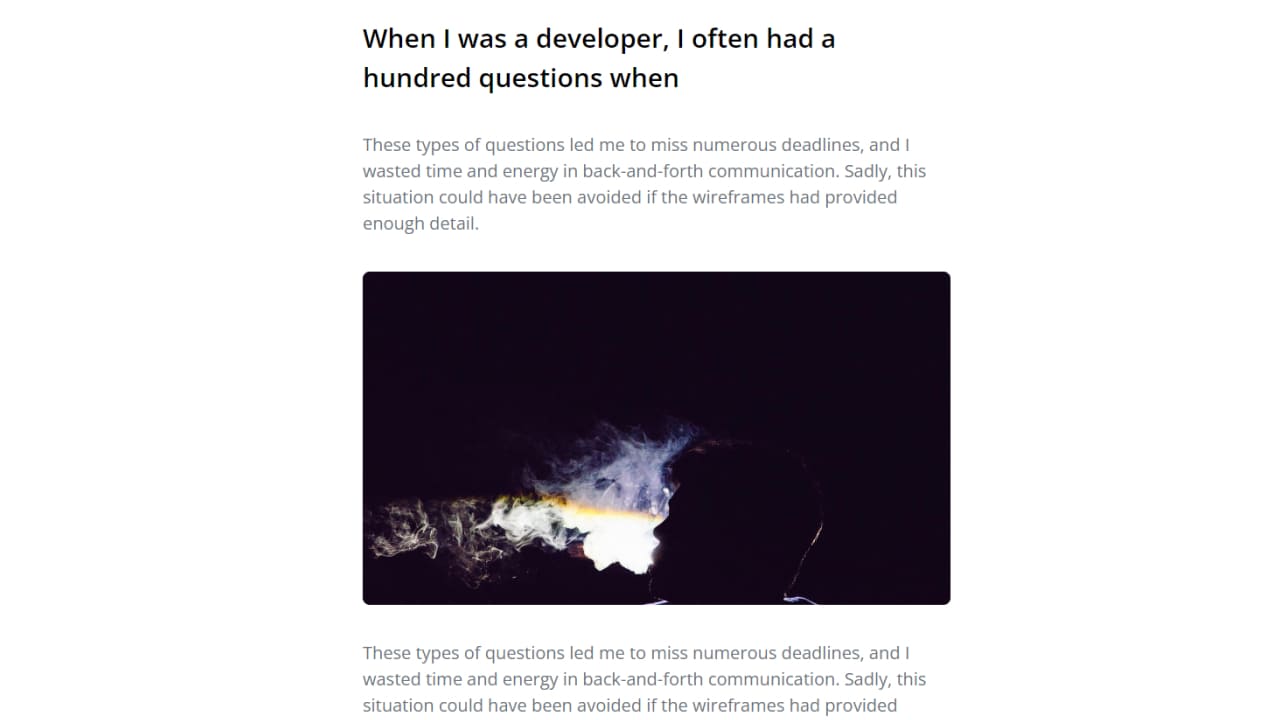 When I was a developer, I often had a
hundred questions when
These types of questions led me to miss numerous deadlines, and I
wasted time and energy in back-and-forth communication. Sadly, this
situation could have been avoided if the wireframes had provided
enough detail.
These types of questions led me to miss numerous deadlines, and I
wasted time and energy in back-and-forth communication. Sadly, this
situation could have been avoided if the wireframes had provided